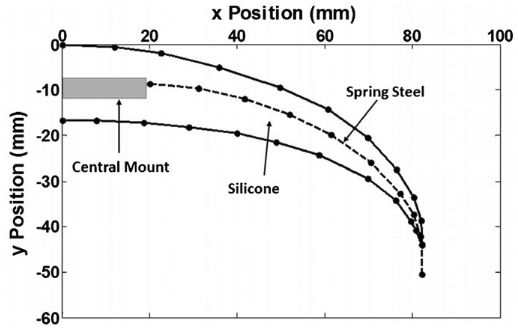 x Position (mm)
0 20 40 60 80 100
0
-10
-20
-30
-40
-50
-60
y Position (mm)
Spring Steel
Central Mount
Silicone